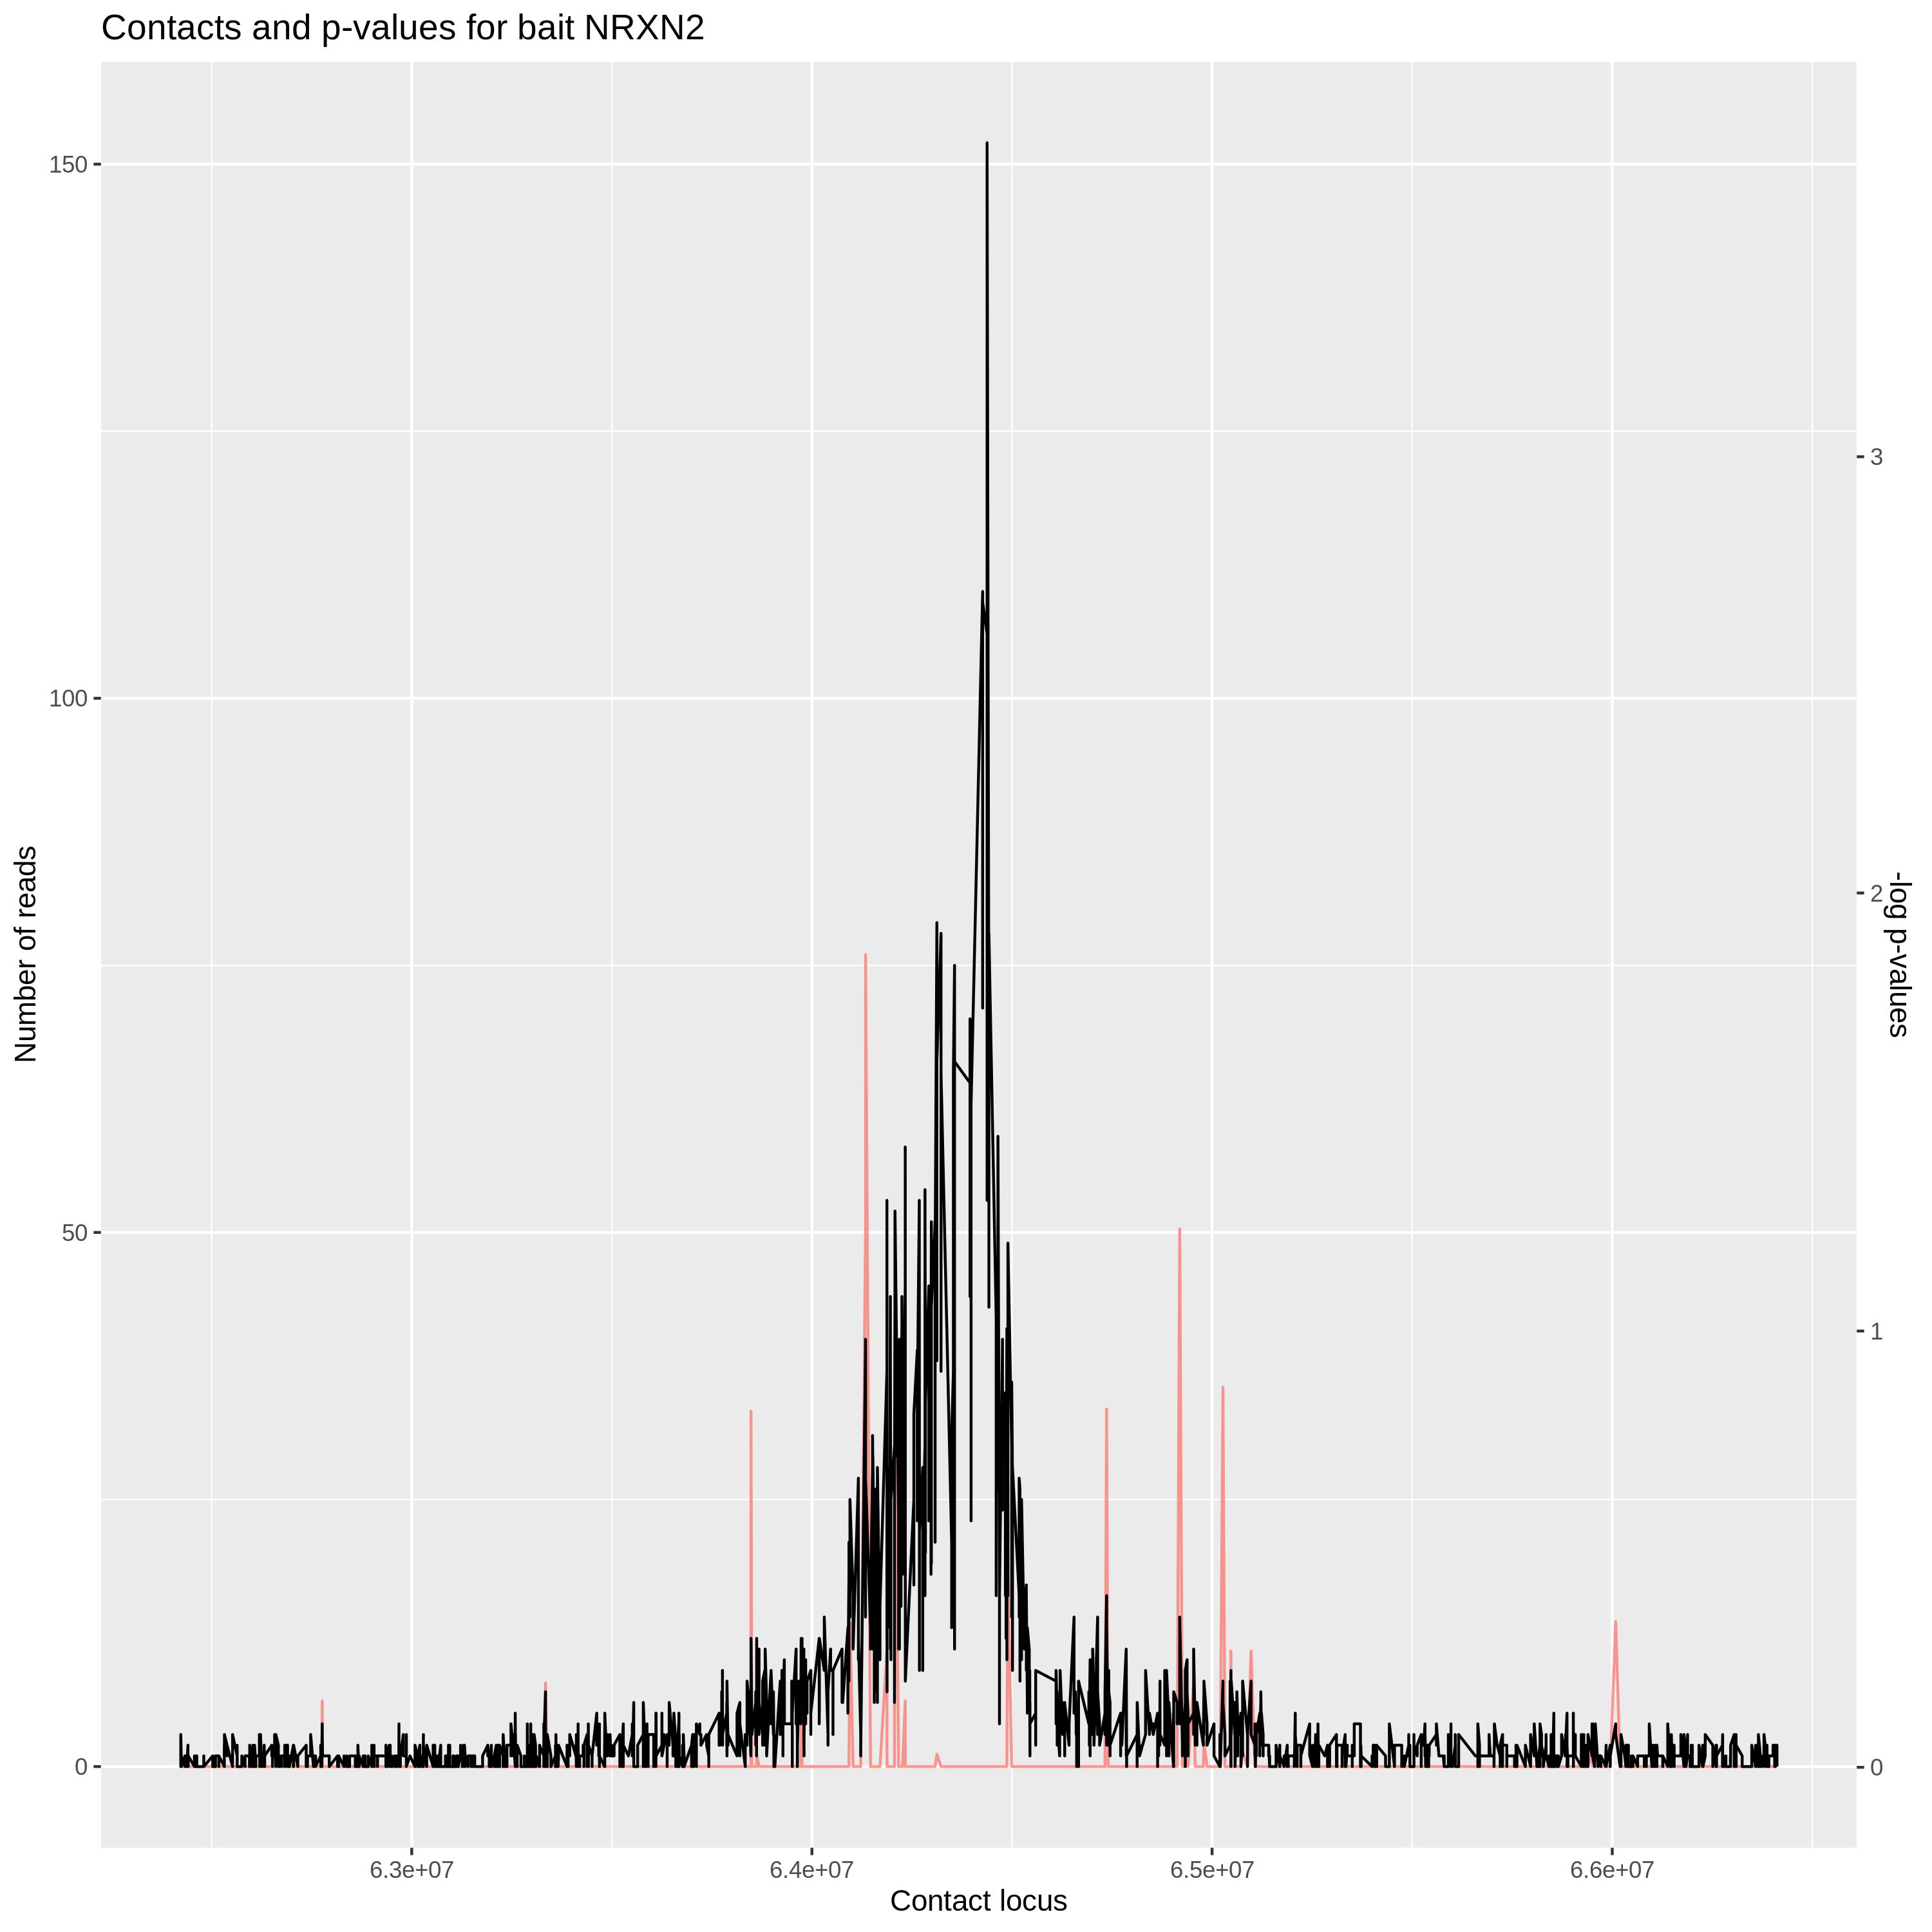 Contacts and p-values for bait NRXN2
150
100
50
0
Number of reads
3
2
1
0
-log p-values
6.3e+07
6.4e+07
6.5e+07
6.6e+07
Contact locus